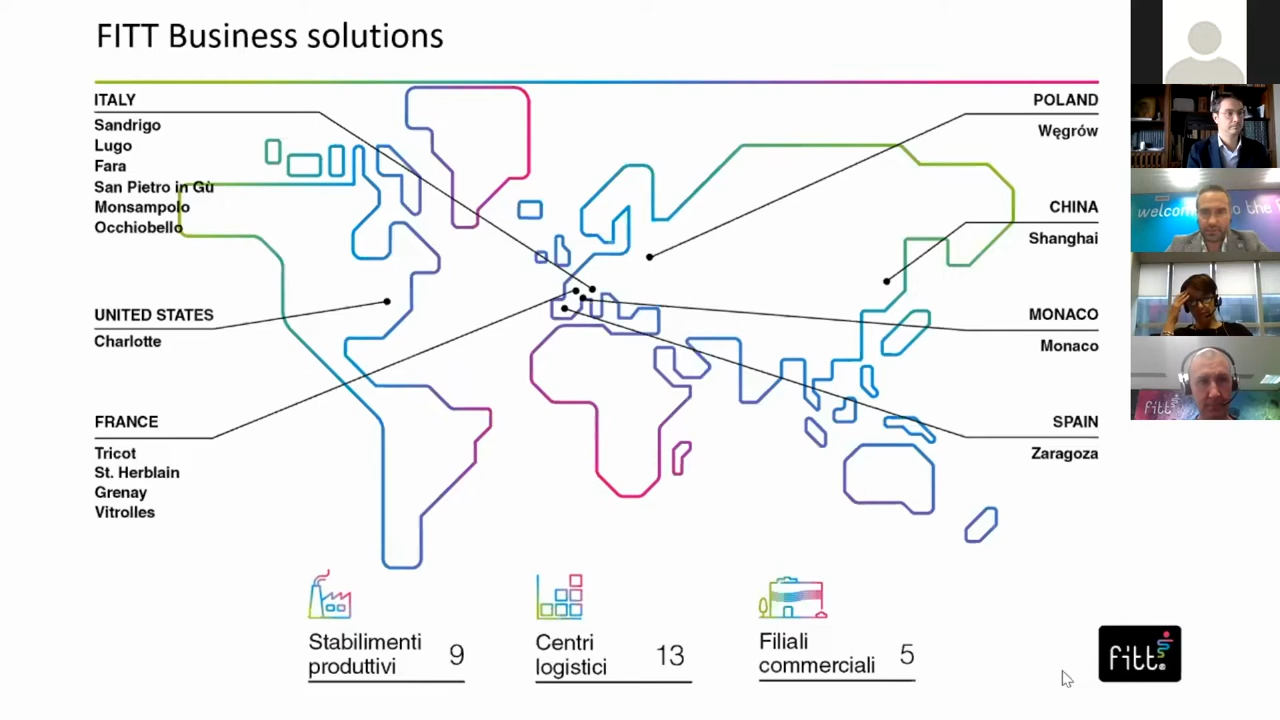 FITT Business solutions
ITALY
Sandrigo
Lugo
Fara
San Pietro in Gù
Monsampolo
Occhiobello
UNITED STATES
Charlotte
FRANCE
Tricot
St. Herblain
Grenay
Vitrolles
POLAND
Węgrów
CHINA
Shanghai
MONACO
Monaco
SPAIN
Zaragoza
Stabilimenti
produttivi 9
Centri
logistici 13
Filiali
commerciali 5
fitt
fitt